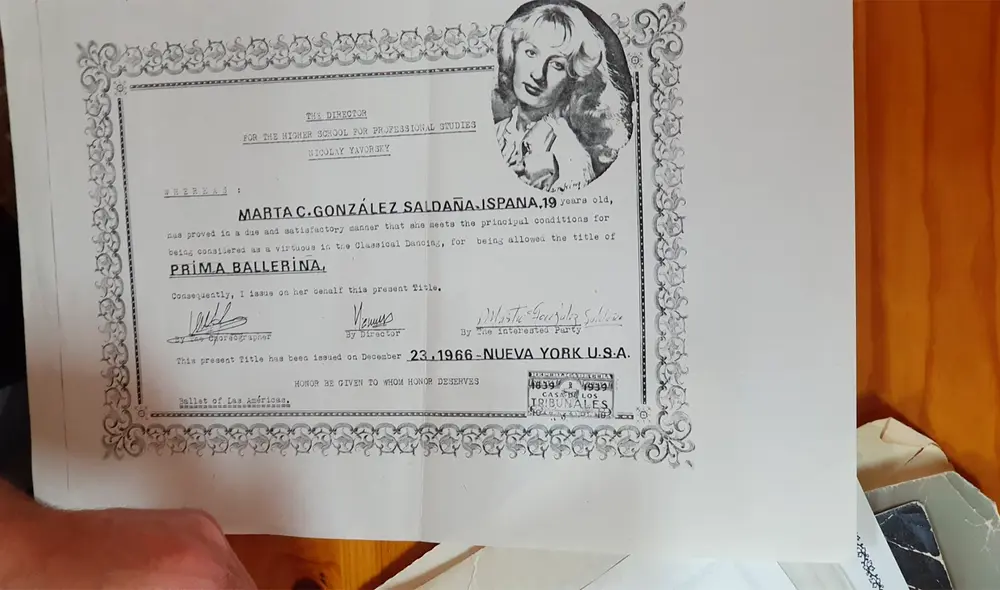 THE DIRECTOR
FOR THE HIGHER SCHOOL FOR PROFESSIONAL STUDIES
NICOLAY YAVORSKY
WHEREAS :
MARTA C. GONZÁLEZ SALDAÑA.ISPANA,19 years old,
has proved in a due and satisfactory manner that she meets the principal conditions for
being considered as a virtuous in the Classical Dancing, for being allowed the title of
PRIMA BALLERIÑA,
Consequently, I issue on her behalf this present Title.
Marta González Saldaña
By The Choreographer By Director By The interested Party
This present Title has been issued on December 23,1966-NUEVA YORK U.S.A.
HONOR BE GIVEN TO WHOM HONOR DESERVES
1839 1939
CASA DE LOS
TRIBUNALES
Ballet of Las Américas.